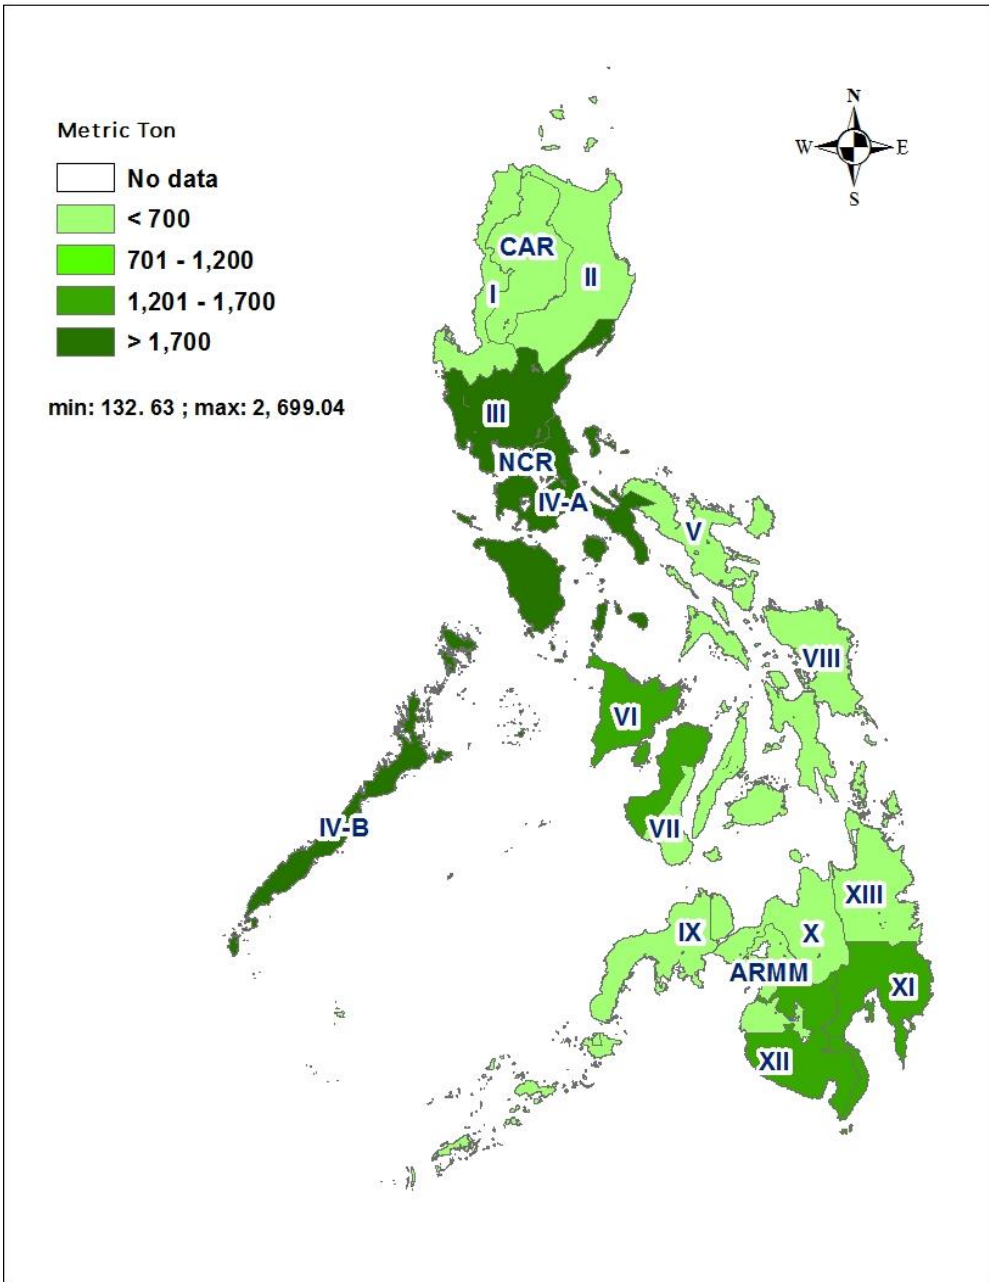 N
W E
S
Metric Ton
No data
< 700
701 - 1,200
1,201 - 1,700
> 1,700
min: 132. 63 ; max: 2, 699.04
CAR
II
I
III
NCR
IV-A
V
VIII
VI
IV-B
VII
XIII
IX
X
ARMM
XI
XII